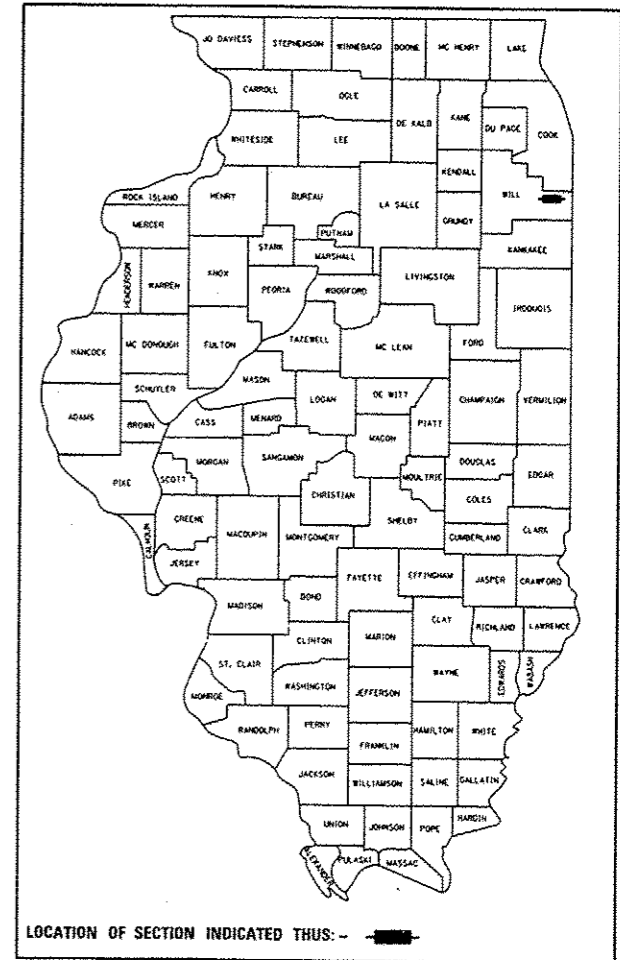 JO DAVIESS STEPHENSON WINNEBAGO BOONE MC HENRY LAKE
CARROLL OGLE DE KALB KANE DU PAGE COOK
WHITESIDE LEE
KENDALL
ROCK ISLAND HENRY BUREAU LA SALLE GRUNDY WILL
MERCER PUTNAM KANKAKEE
STARK MARSHALL
HENDERSON WARREN KNOX PEORIA WOODFORD LIVINGSTON IROQUOIS
HANCOCK MC DONOUGH FULTON TAZEWELL MC LEAN FORD
MASON
SCHUYLER LOGAN DE WITT CHAMPAIGN VERMILION
ADAMS BROWN CASS MENARD MACON PIATT
MORGAN SANGAMON DOUGLAS EDGAR
PIKE SCOTT CHRISTIAN MOULTRIE
COLES
GREENE MACOUPIN MONTGOMERY SHELBY CLARK
CALHOUN CUMBERLAND
JERSEY
FAYETTE EFFINGHAM JASPER CRAWFORD
MADISON BOND
CLAY RICHLAND LAWRENCE
CLINTON MARION
ST. CLAIR WAYNE EDWARDS WABASH
WASHINGTON JEFFERSON
MONROE
RANDOLPH PERRY HAMILTON WHITE
FRANKLIN
JACKSON WILLIAMSON SALINE GALLATIN
UNION JOHNSON POPE HARDIN
ALEXANDER PULASKI MASSAC
LOCATION OF SECTION INDICATED THUS: -